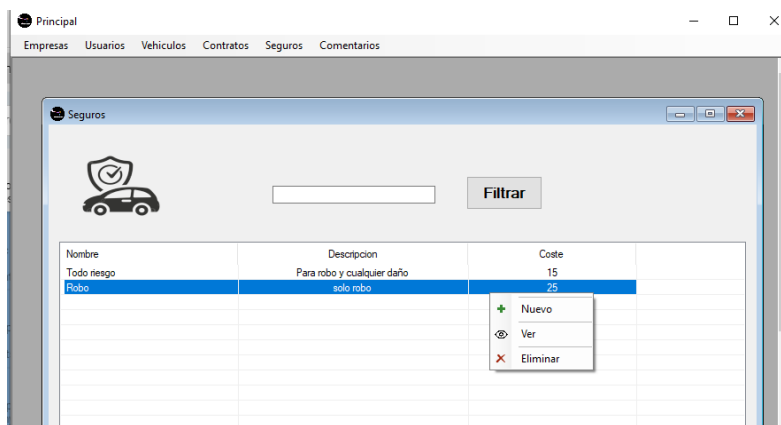 Principal
Empresas Usuarios Vehiculos Contratos Seguros Comentarios
Seguros
Filtrar
Nombre Descripcion Coste
Todo riesgo Para robo y cualquier daño 15
Robo solo robo 25
Nuevo
Ver
Eliminar